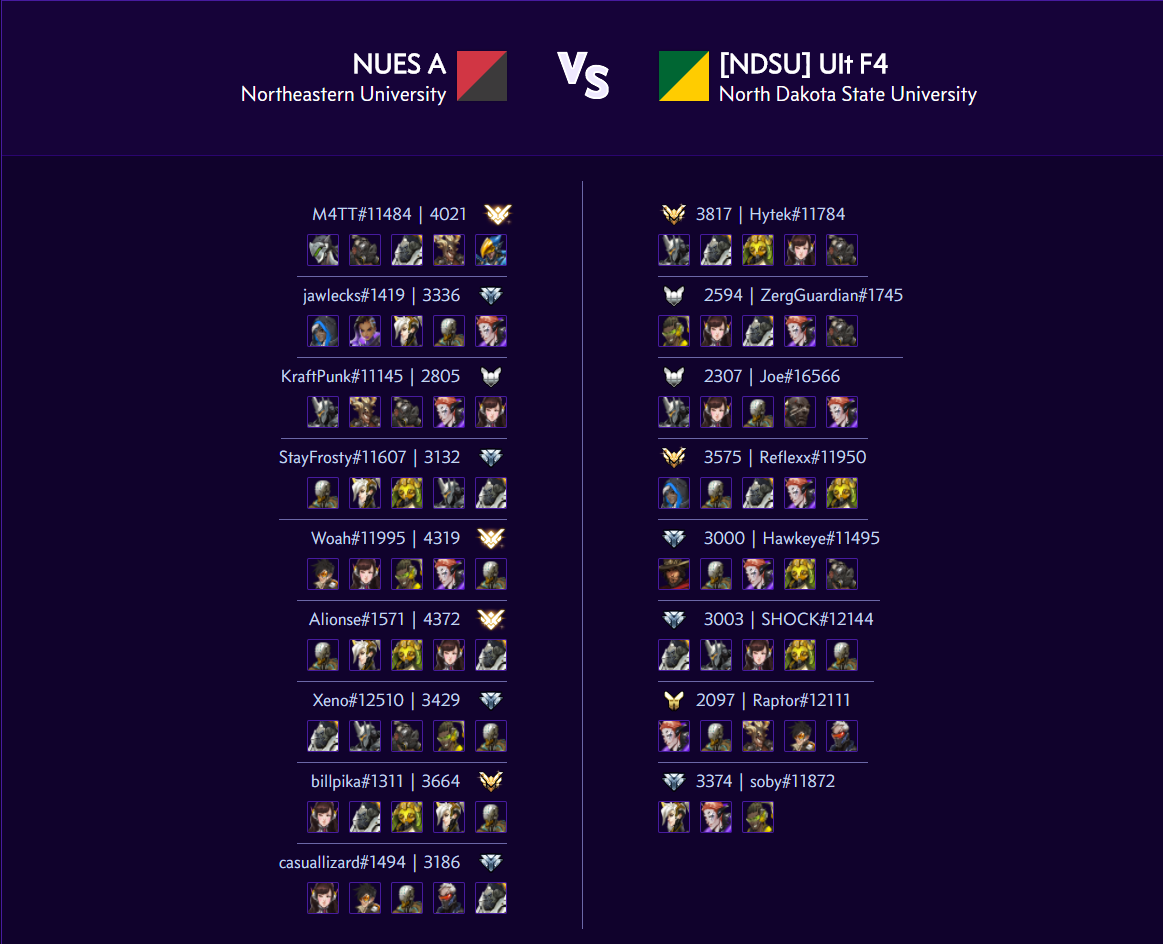 NUES A
Northeastern University
VS
[NDSU] Ult F4
North Dakota State University
M4TT#11484 | 4021
jawlecks#1419 | 3336
KraftPunk#11145 | 2805
StayFrosty#11607 | 3132
Woah#11995 | 4319
Alionse#1571 | 4372
Xeno#12510 | 3429
billpika#1311 | 3664
casuallizard#1494 | 3186
3817 | Hytek#11784
2594 | ZergGuardian#1745
2307 | Joe#16566
3575 | Reflexx#11950
3000 | Hawkeye#11495
3003 | SHOCK#12144
2097 | Raptor#12111
3374 | soby#11872